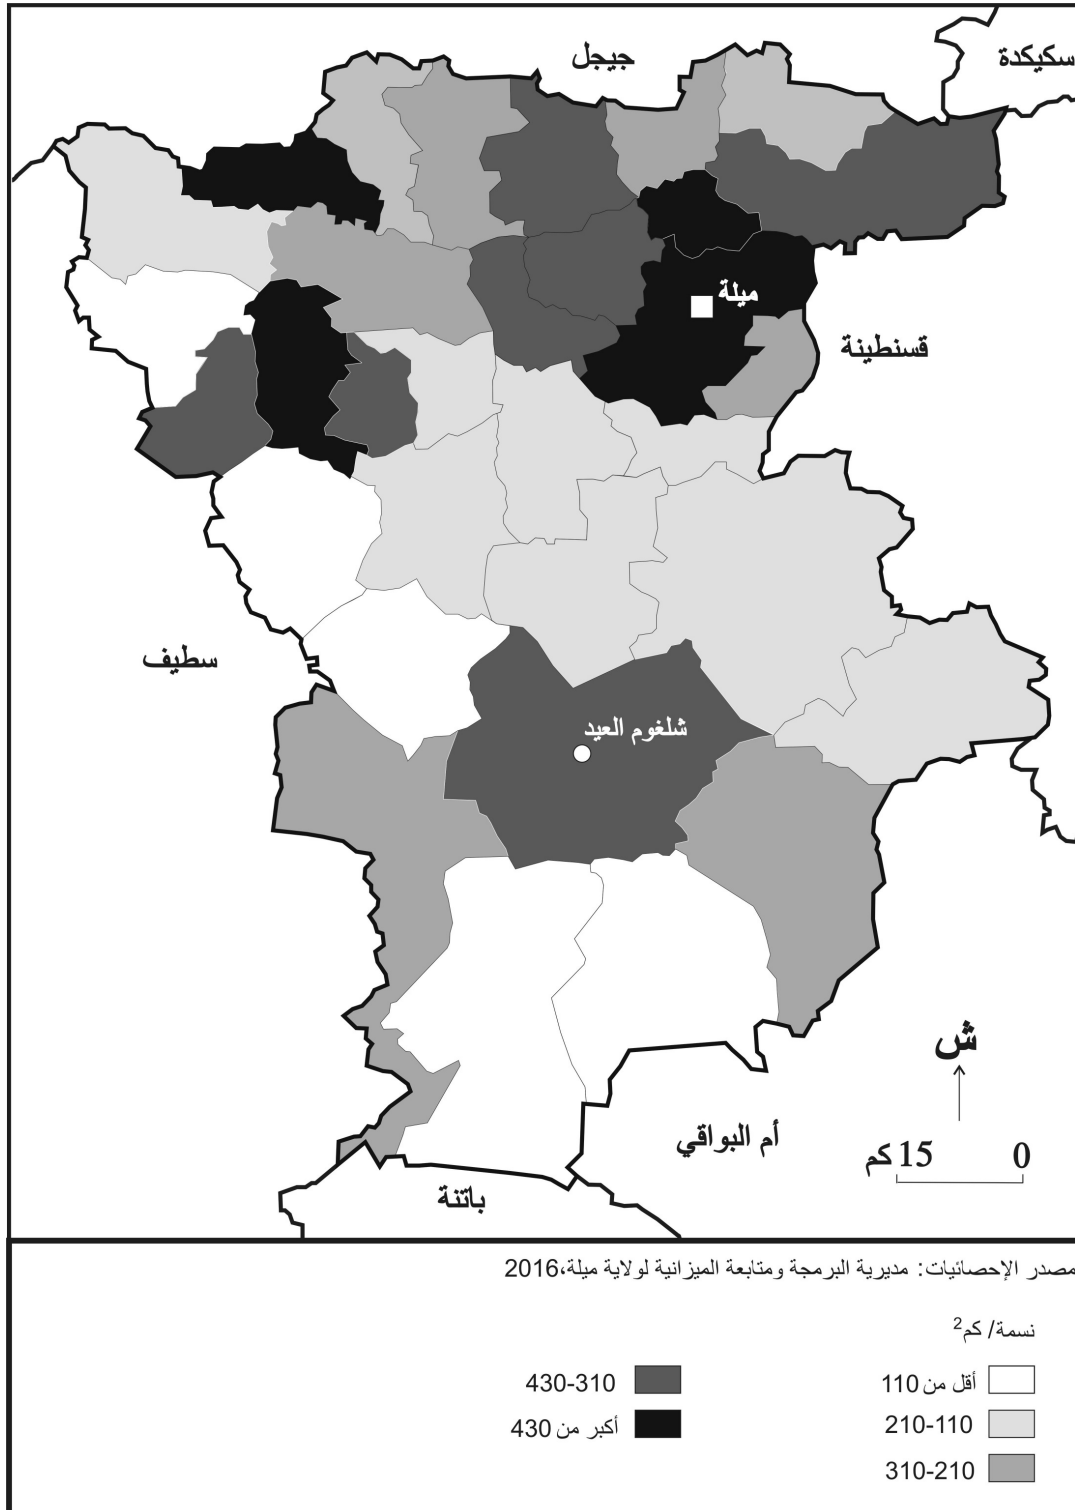 جيجل
سكيكدة
ميلة
قسنطينة
سطيف
شلغوم العيد
ش
أم البواقي
15 كم
0
باتنة
مصدر الإحصائيات: مديرية البرمجة ومتابعة الميزانية لولاية ميلة،2016
نسمة/ كم²
أقل من 110
210-110
310-210
430-310
أكبر من 430